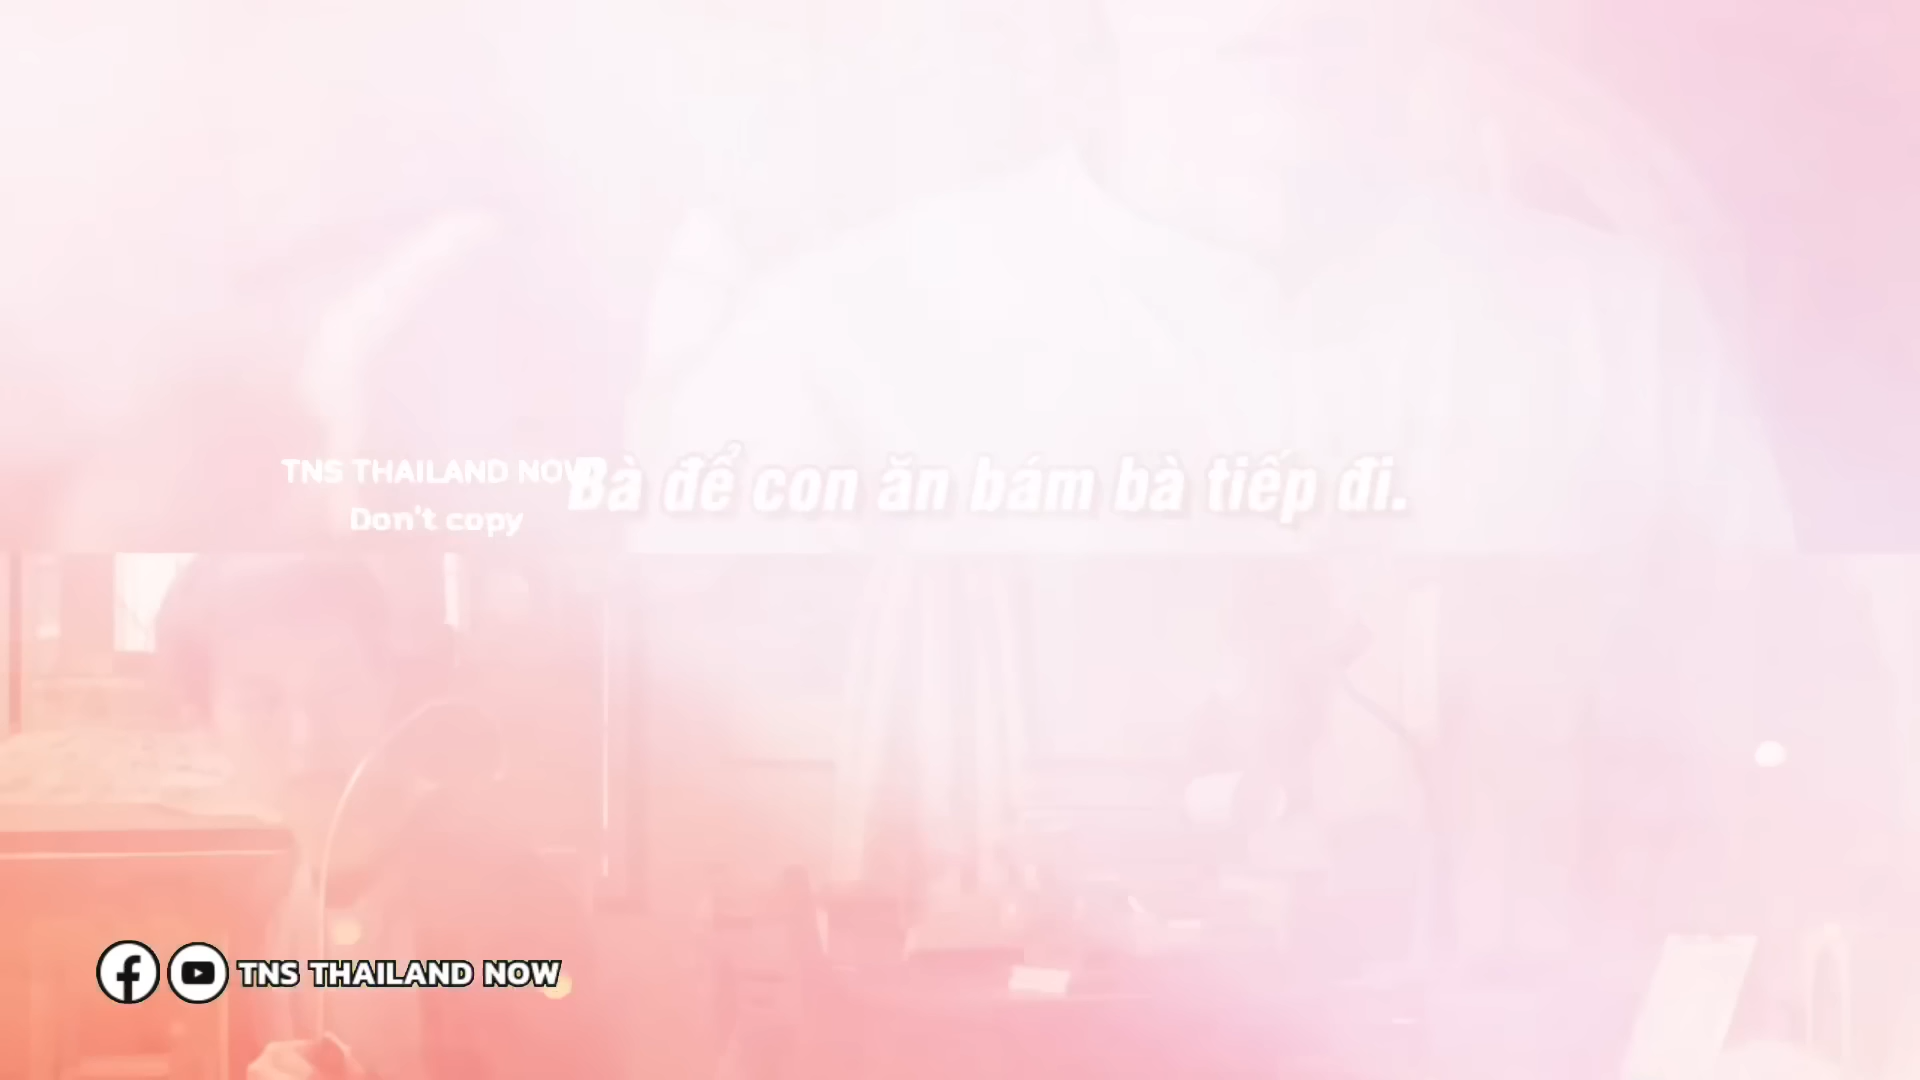 TNS THAILAND NOW
Don't copy
Bà để con ăn bám bà tiếp đi.
TNS THAILAND NOW